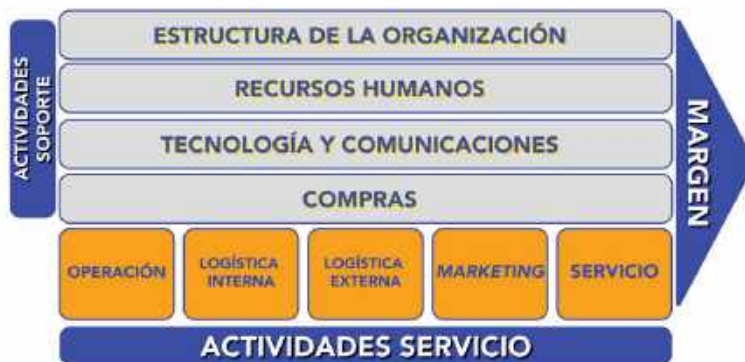 ACTIVIDADES
SOPORTE
ESTRUCTURA DE LA ORGANIZACIÓN
RECURSOS HUMANOS
TECNOLOGÍA Y COMUNICACIONES
COMPRAS
MARGEN
OPERACIÓN
LOGÍSTICA
INTERNA
LOGÍSTICA
EXTERNA
MARKETING
SERVICIO
ACTIVIDADES SERVICIO